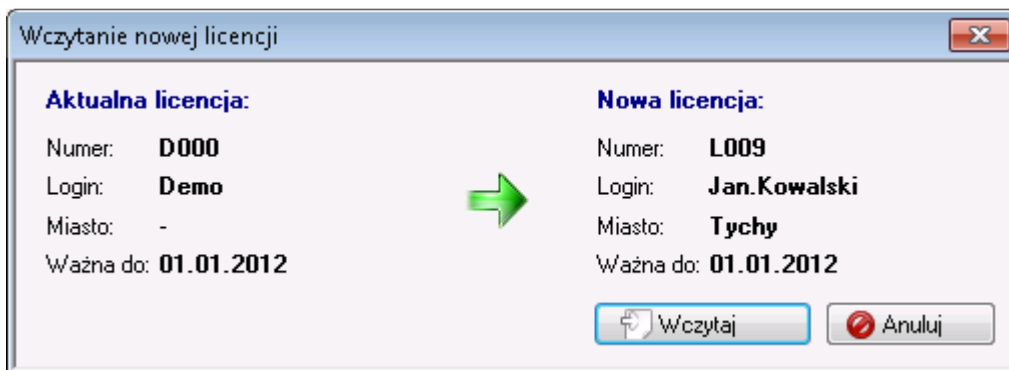 Wczytanie nowej licencji
Aktualna licencja:
Numer: D000
Login: Demo
Miasto: -
Ważna do: 01.01.2012
Nowa licencja:
Numer: L009
Login: Jan.Kowalski
Miasto: Tychy
Ważna do: 01.01.2012
Wczytaj
Anuluj